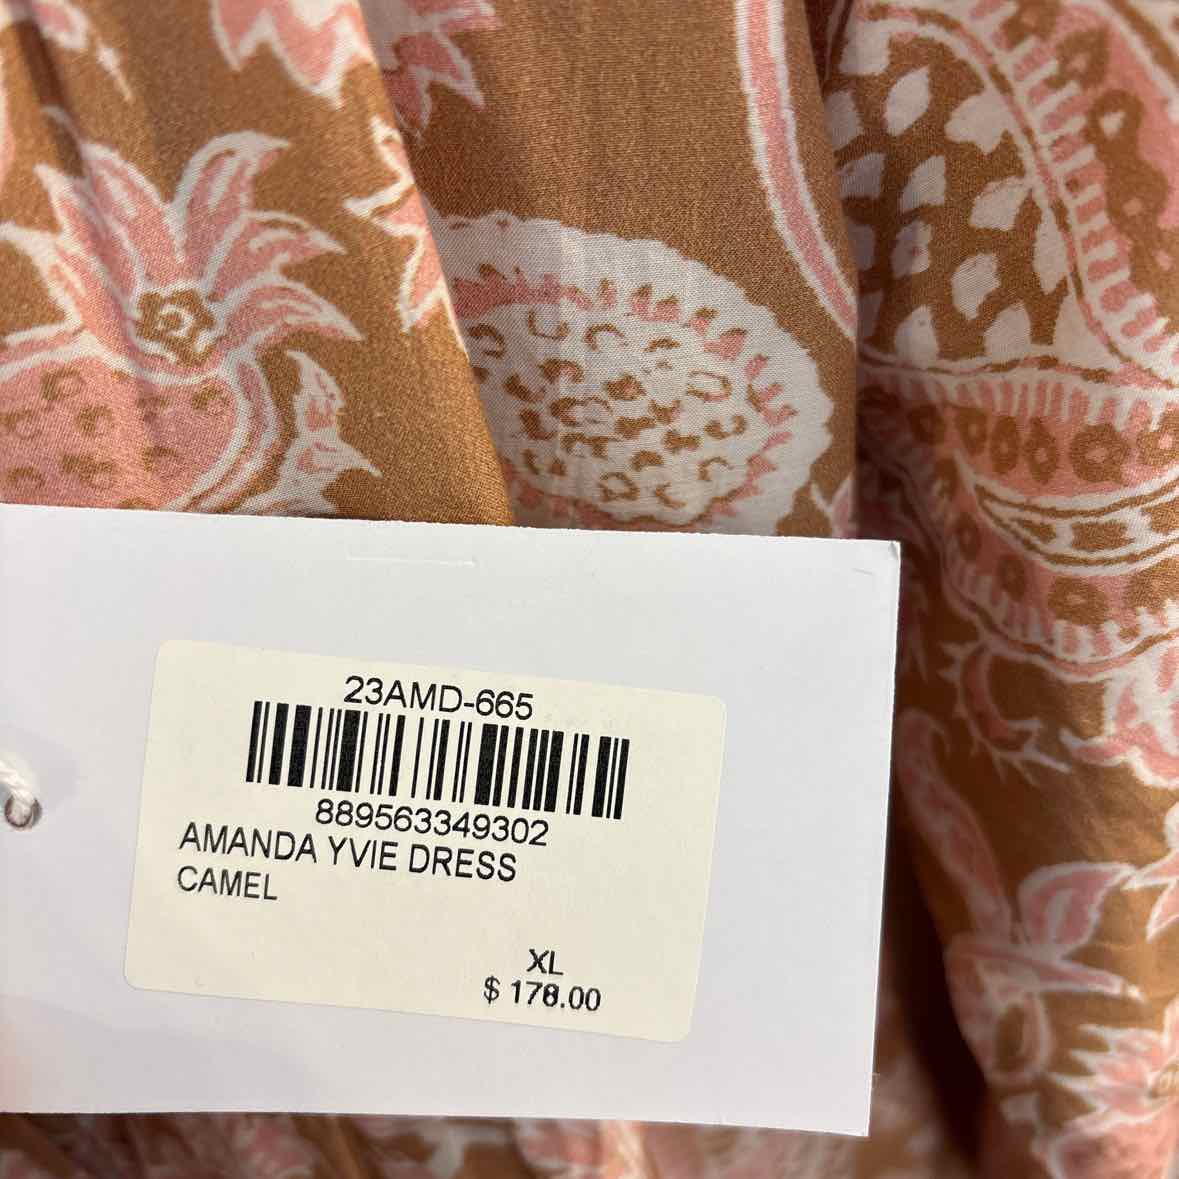 23AMD-665
889563349302
AMANDA YVIE DRESS
CAMEL
XL
$ 178.00